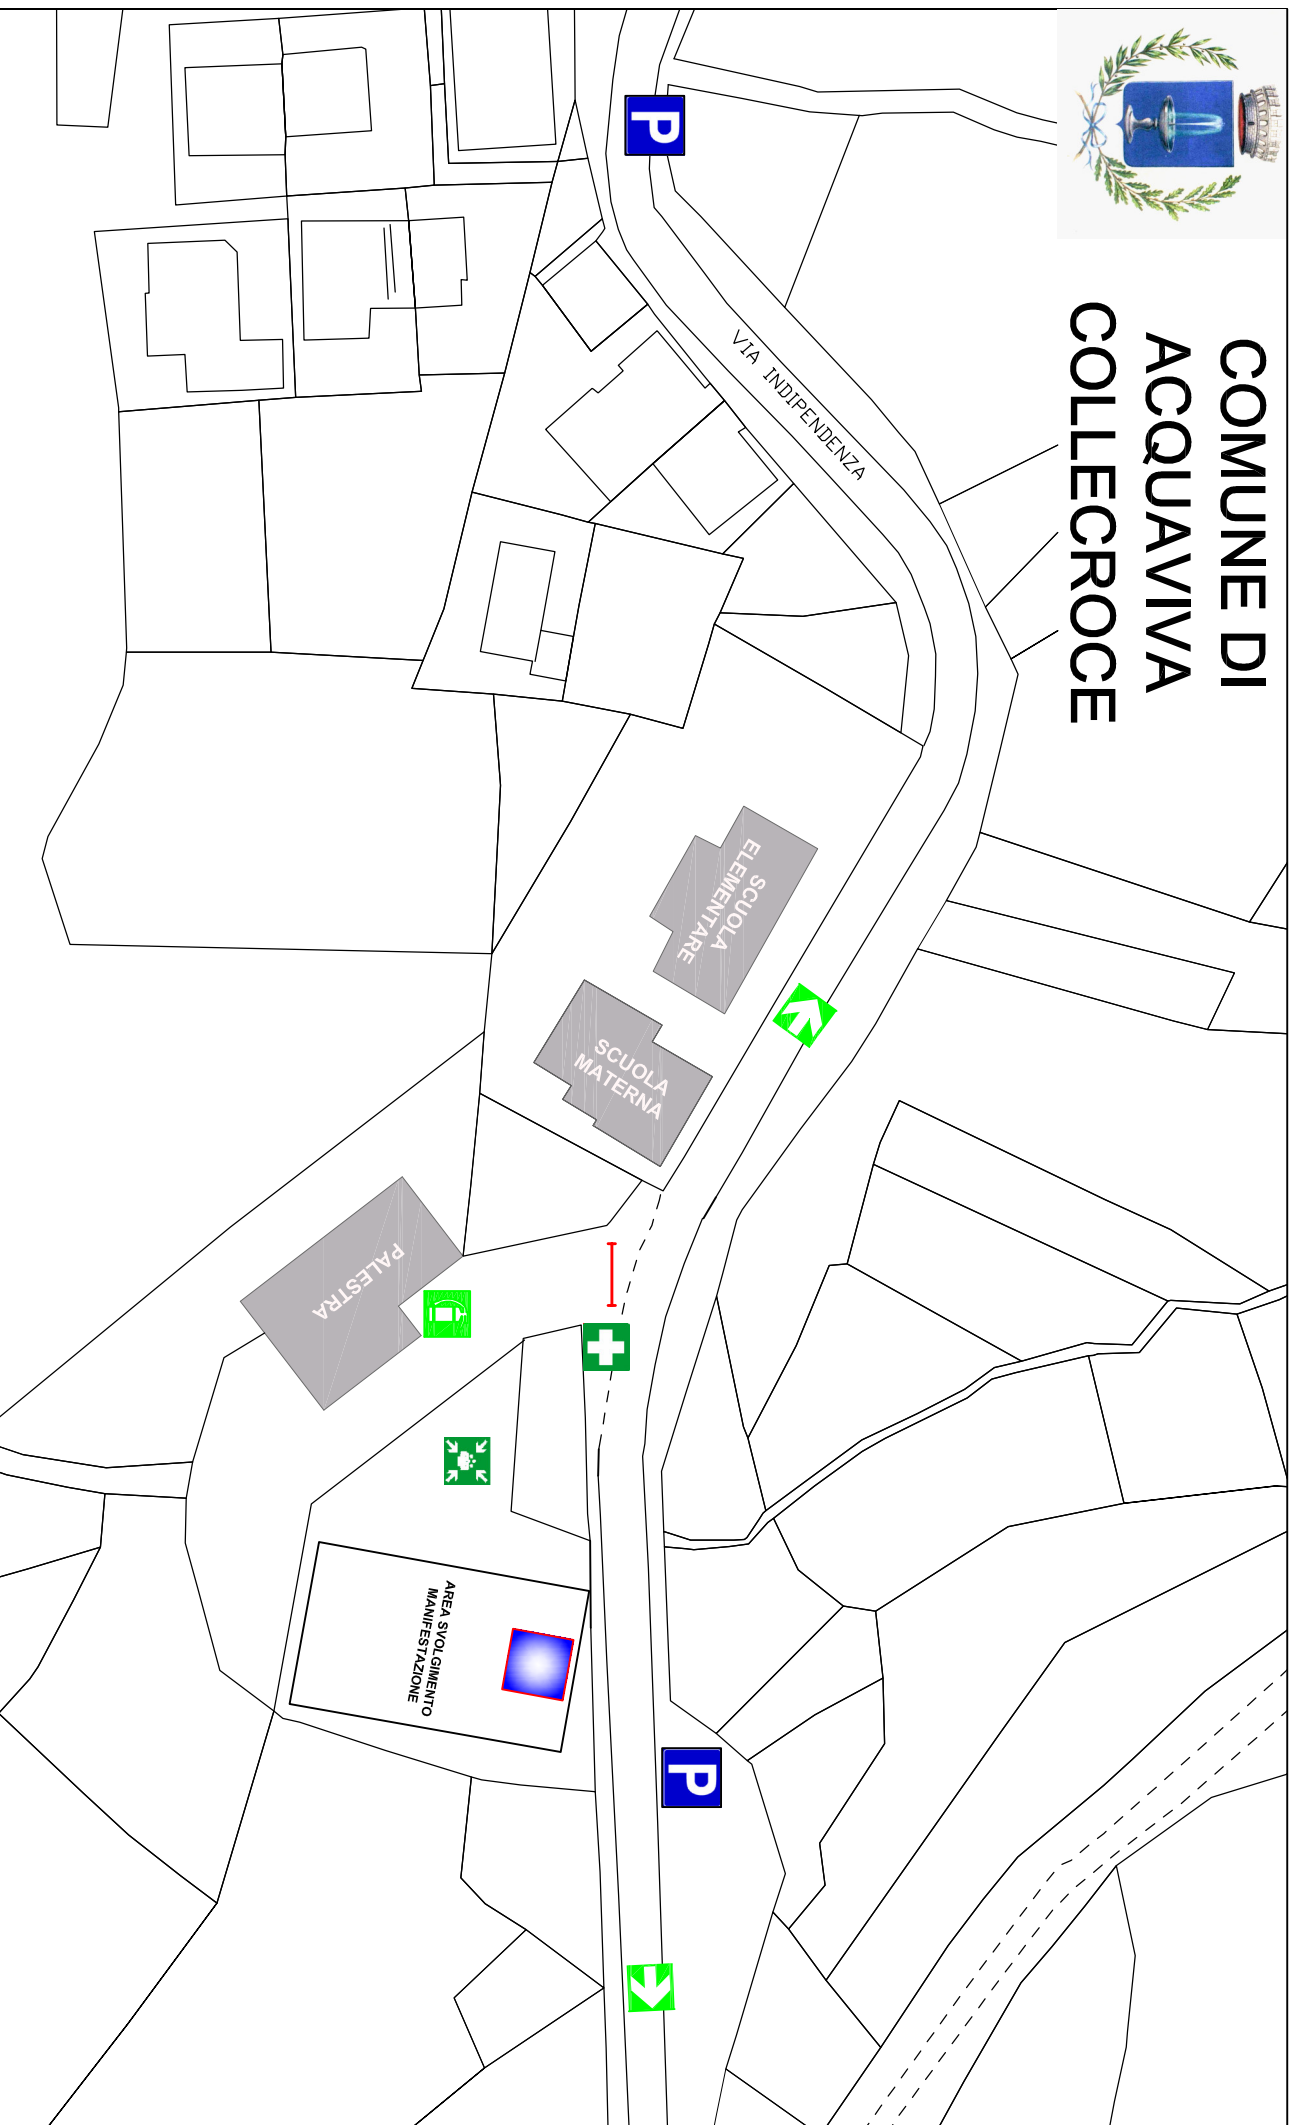 COMUNE DI
ACQUAVIVA
COLLECROCE
P
VIA INDIPENDENZA
SCUOLA
ELEMENTARE
SCUOLA
MATERNA
PALESTRA
AREA SVOLGIMENTO
MANIFESTAZIONE
P